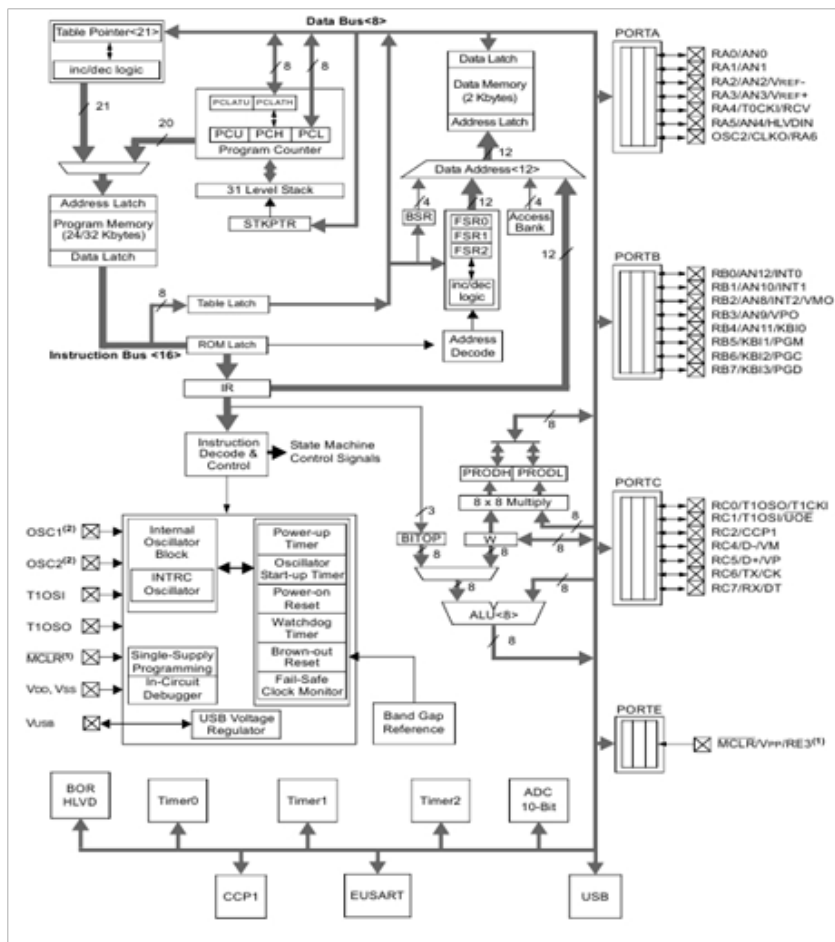 Data Bus<8>
Table Pointer<21>
inc/dec logic
21
20
8
8
PCLATU PCLATH
PCU PCH PCL
Program Counter
31 Level Stack
STKPTR
Address Latch
Program Memory
(24/32 Kbytes)
Data Latch
8
Table Latch
Instruction Bus <16>
ROM Latch
IR
Data Latch
Data Memory
(2 Kbytes)
Address Latch
12
Data Address<12>
4
12
4
BSR
FSR0
FSR1
FSR2
Access
Bank
12
inc/dec
logic
Address
Decode
Instruction
Decode &
Control
State Machine
Control Signals
8
PRODH PRODL
8 x 8 Multiply
3
8
BITOP
W
8
8
8
8
8
ALU<8>
8
OSC1(2)
OSC2(2)
T1OSI
T1OSO
MCLR(1)
VDD, VSS
VUSB
Internal
Oscillator
Block
INTRC
Oscillator
Single-Supply
Programming
In-Circuit
Debugger
USB Voltage
Regulator
Power-up
Timer
Oscillator
Start-up Timer
Power-on
Reset
Watchdog
Timer
Brown-out
Reset
Fail-Safe
Clock Monitor
Band Gap
Reference
PORTA
RA0/AN0
RA1/AN1
RA2/AN2/VREF-
RA3/AN3/VREF+
RA4/T0CKI/RCV
RA5/AN4/HLVDIN
OSC2/CLKO/RA6
PORTB
RB0/AN12/INT0
RB1/AN10/INT1
RB2/AN8/INT2/VMO
RB3/AN9/VPO
RB4/AN11/KBI0
RB5/KBI1/PGM
RB6/KBI2/PGC
RB7/KBI3/PGD
PORTC
RC0/T1OSO/T1CKI
RC1/T1OSI/UOE
RC2/CCP1
RC4/D-/VM
RC5/D+/VP
RC6/TX/CK
RC7/RX/DT
PORTE
MCLR/VPP/RE3(1)
BOR
HLVD
Timer0
Timer1
Timer2
ADC
10-Bit
CCP1
EUSART
USB